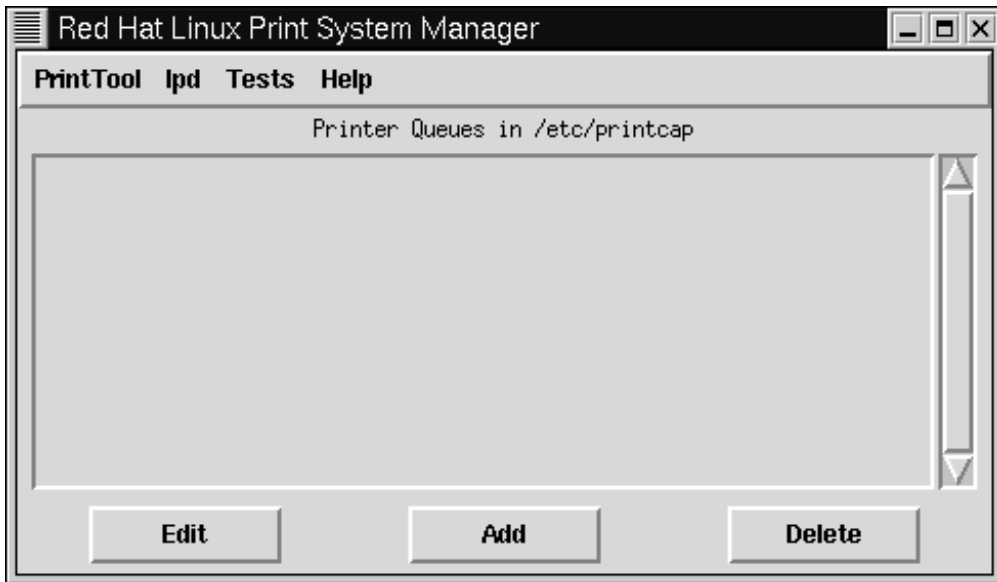 Red Hat Linux Print System Manager
PrintTool lpd Tests Help
Printer Queues in /etc/printcap
Edit Add Delete